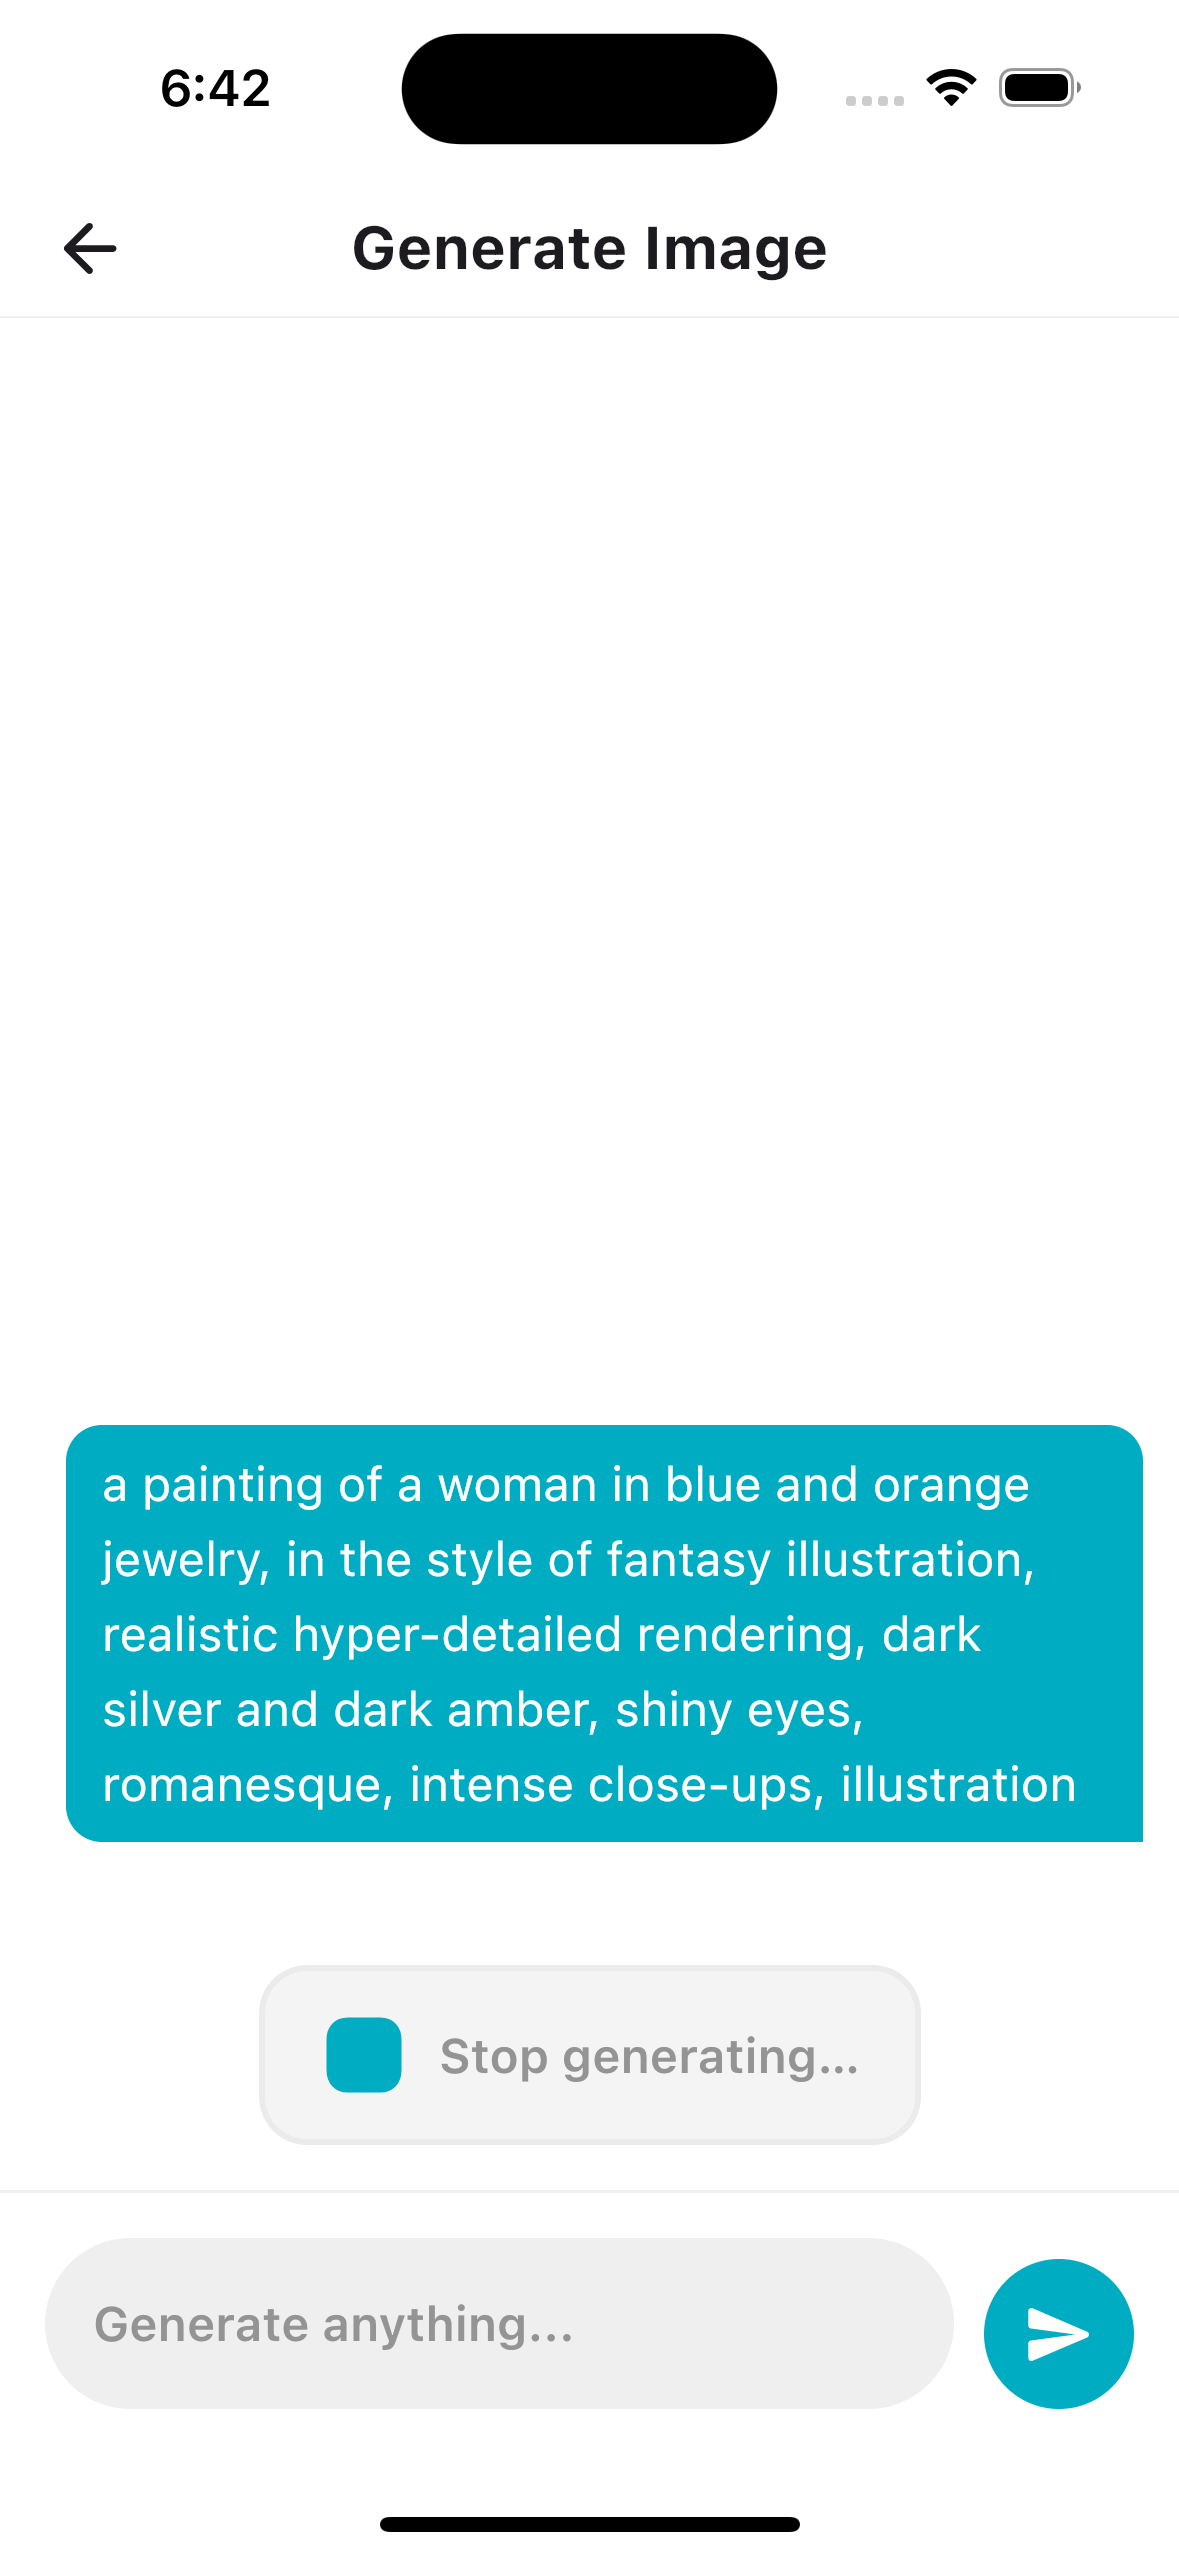 6:42
Generate Image
a painting of a woman in blue and orange
jewelry, in the style of fantasy illustration,
realistic hyper-detailed rendering, dark
silver and dark amber, shiny eyes,
romanesque, intense close-ups, illustration
Stop generating...
Generate anything...